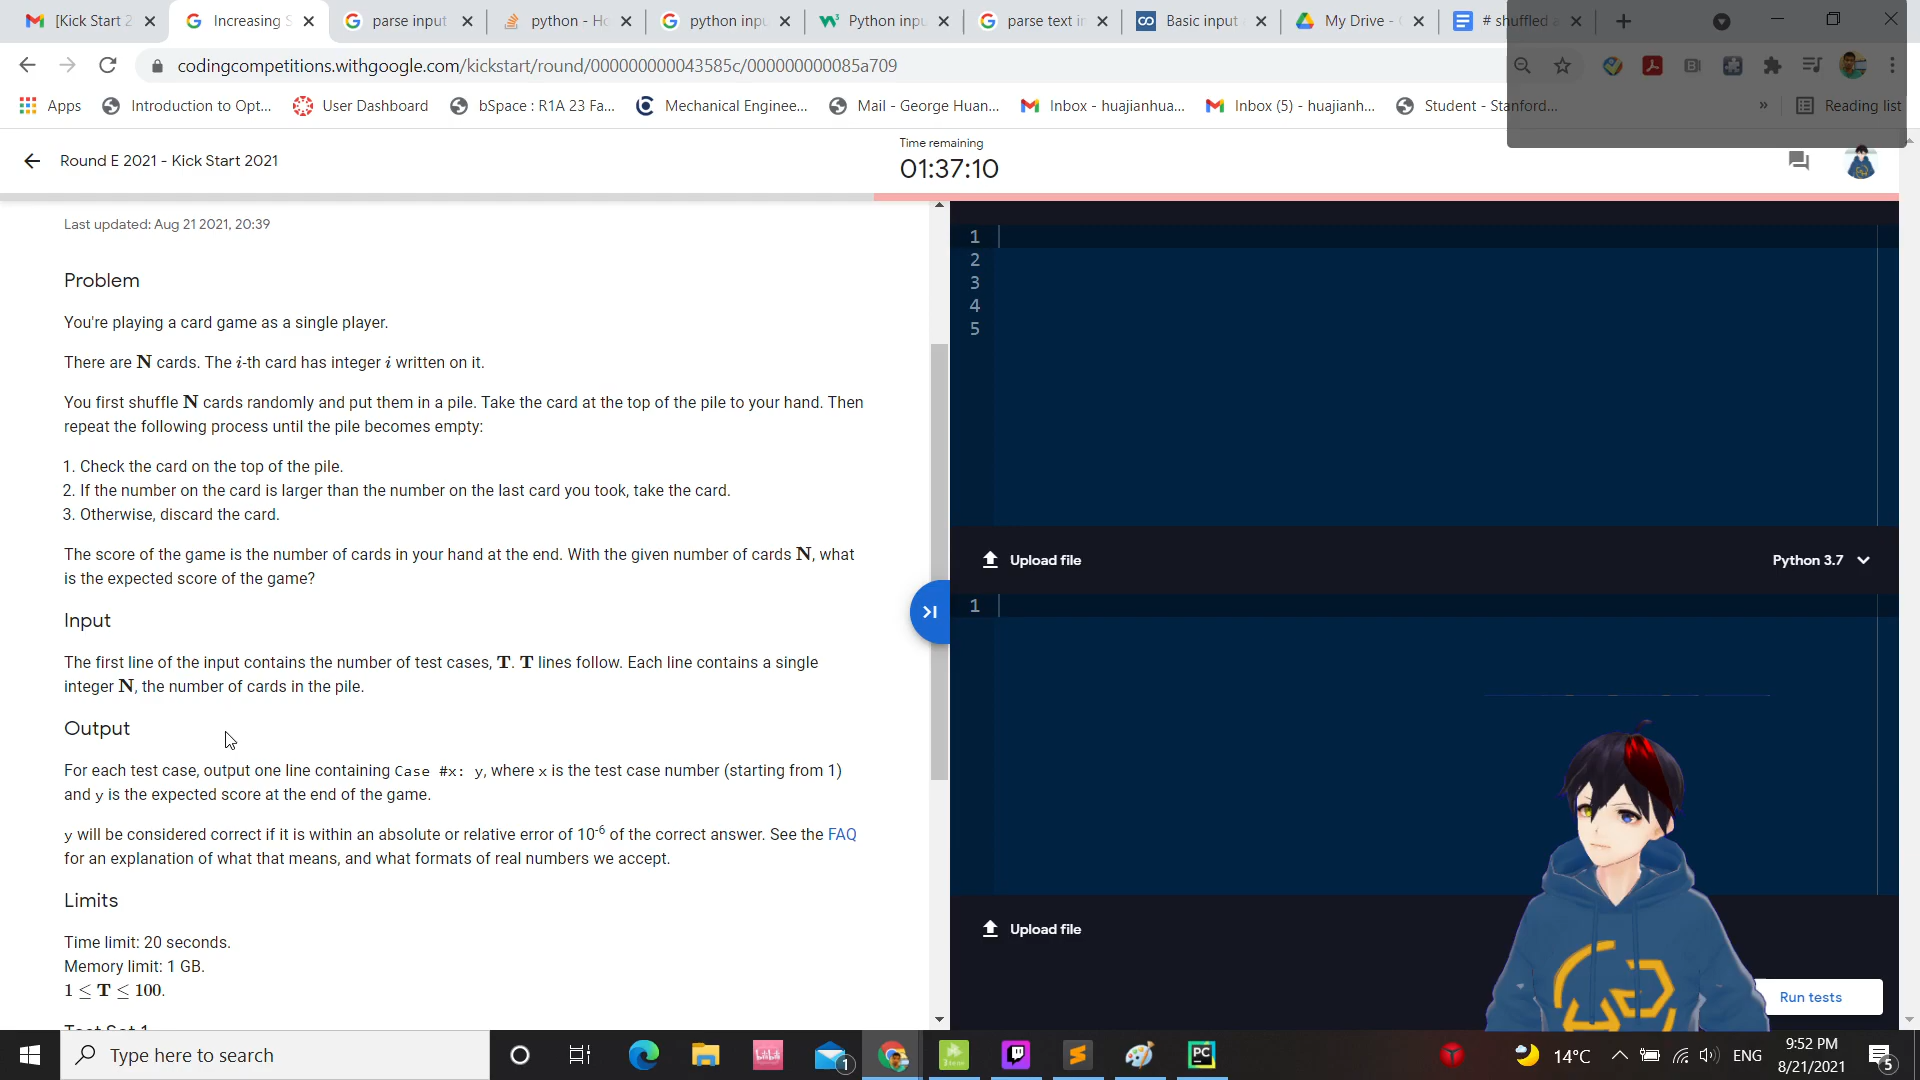 [Kick Start 2
Increasing S
parse input
python - Ho
python inpu
Python inpu
parse text in
Basic input
My Drive -
# shuffled a
codingcompetitions.withgoogle.com/kickstart/round/000000000043585c/000000000085a709
Apps
Introduction to Opt...
User Dashboard
bSpace : R1A 23 Fa...
Mechanical Enginee...
Mail - George Huan...
Inbox - huajianhua...
Inbox (5) - huajianh...
Student - Stanford...
»
Reading list
Round E 2021 - Kick Start 2021
Time remaining
01:37:10
Last updated: Aug 21 2021, 20:39
Problem
You're playing a card game as a single player.
There are N cards. The i-th card has integer i written on it.
You first shuffle N cards randomly and put them in a pile. Take the card at the top of the pile to your hand. Then
repeat the following process until the pile becomes empty:
1. Check the card on the top of the pile.
2. If the number on the card is larger than the number on the last card you took, take the card.
3. Otherwise, discard the card.
The score of the game is the number of cards in your hand at the end. With the given number of cards N, what
is the expected score of the game?
Input
The first line of the input contains the number of test cases, T. T lines follow. Each line contains a single
integer N, the number of cards in the pile.
Output
For each test case, output one line containing Case #x: y, where x is the test case number (starting from 1)
and y is the expected score at the end of the game.
y will be considered correct if it is within an absolute or relative error of 10-6 of the correct answer. See the FAQ
for an explanation of what that means, and what formats of real numbers we accept.
Limits
Time limit: 20 seconds.
Memory limit: 1 GB.
1 ≤ T ≤ 100.
Test Set 1
1
2
3
4
5
Upload file
Python 3.7
1
Upload file
Run tests
Type here to search
1
PC
14°C
ENG
9:52 PM
8/21/2021
5